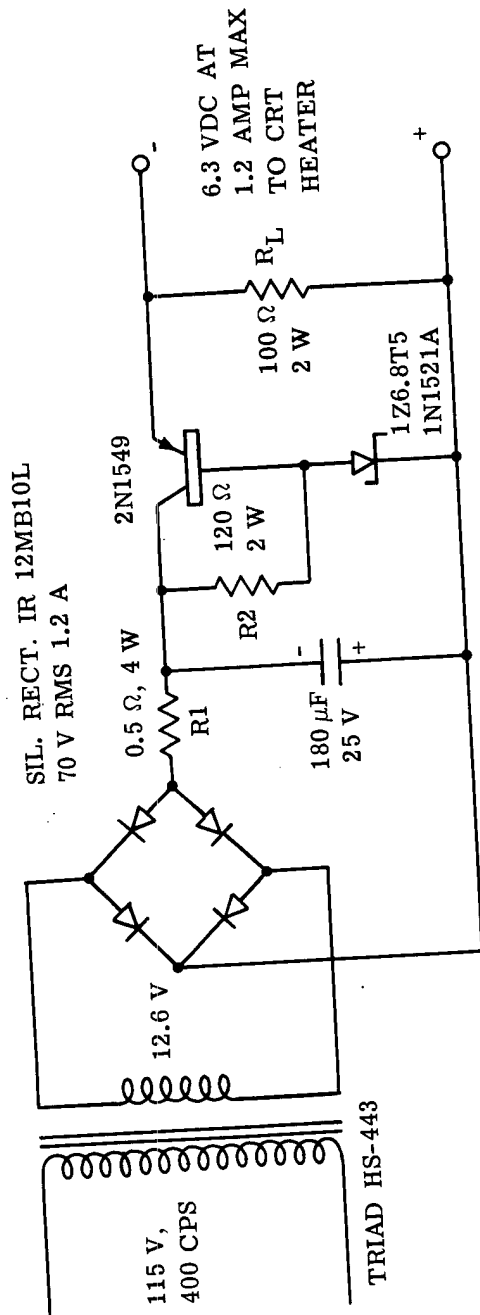 SIL. RECT. IR 12MB10L
70 V RMS 1.2 A
115 V,
400 CPS
12.6 V
TRIAD HS-443
0.5 Ω, 4 W
R1
180 μF
25 V
-
+
R2
120 Ω
2 W
2N1549
1Z6.8T5
1N1521A
100 Ω
2 W
RL
-
+
6.3 VDC AT
1.2 AMP MAX
TO CRT
HEATER